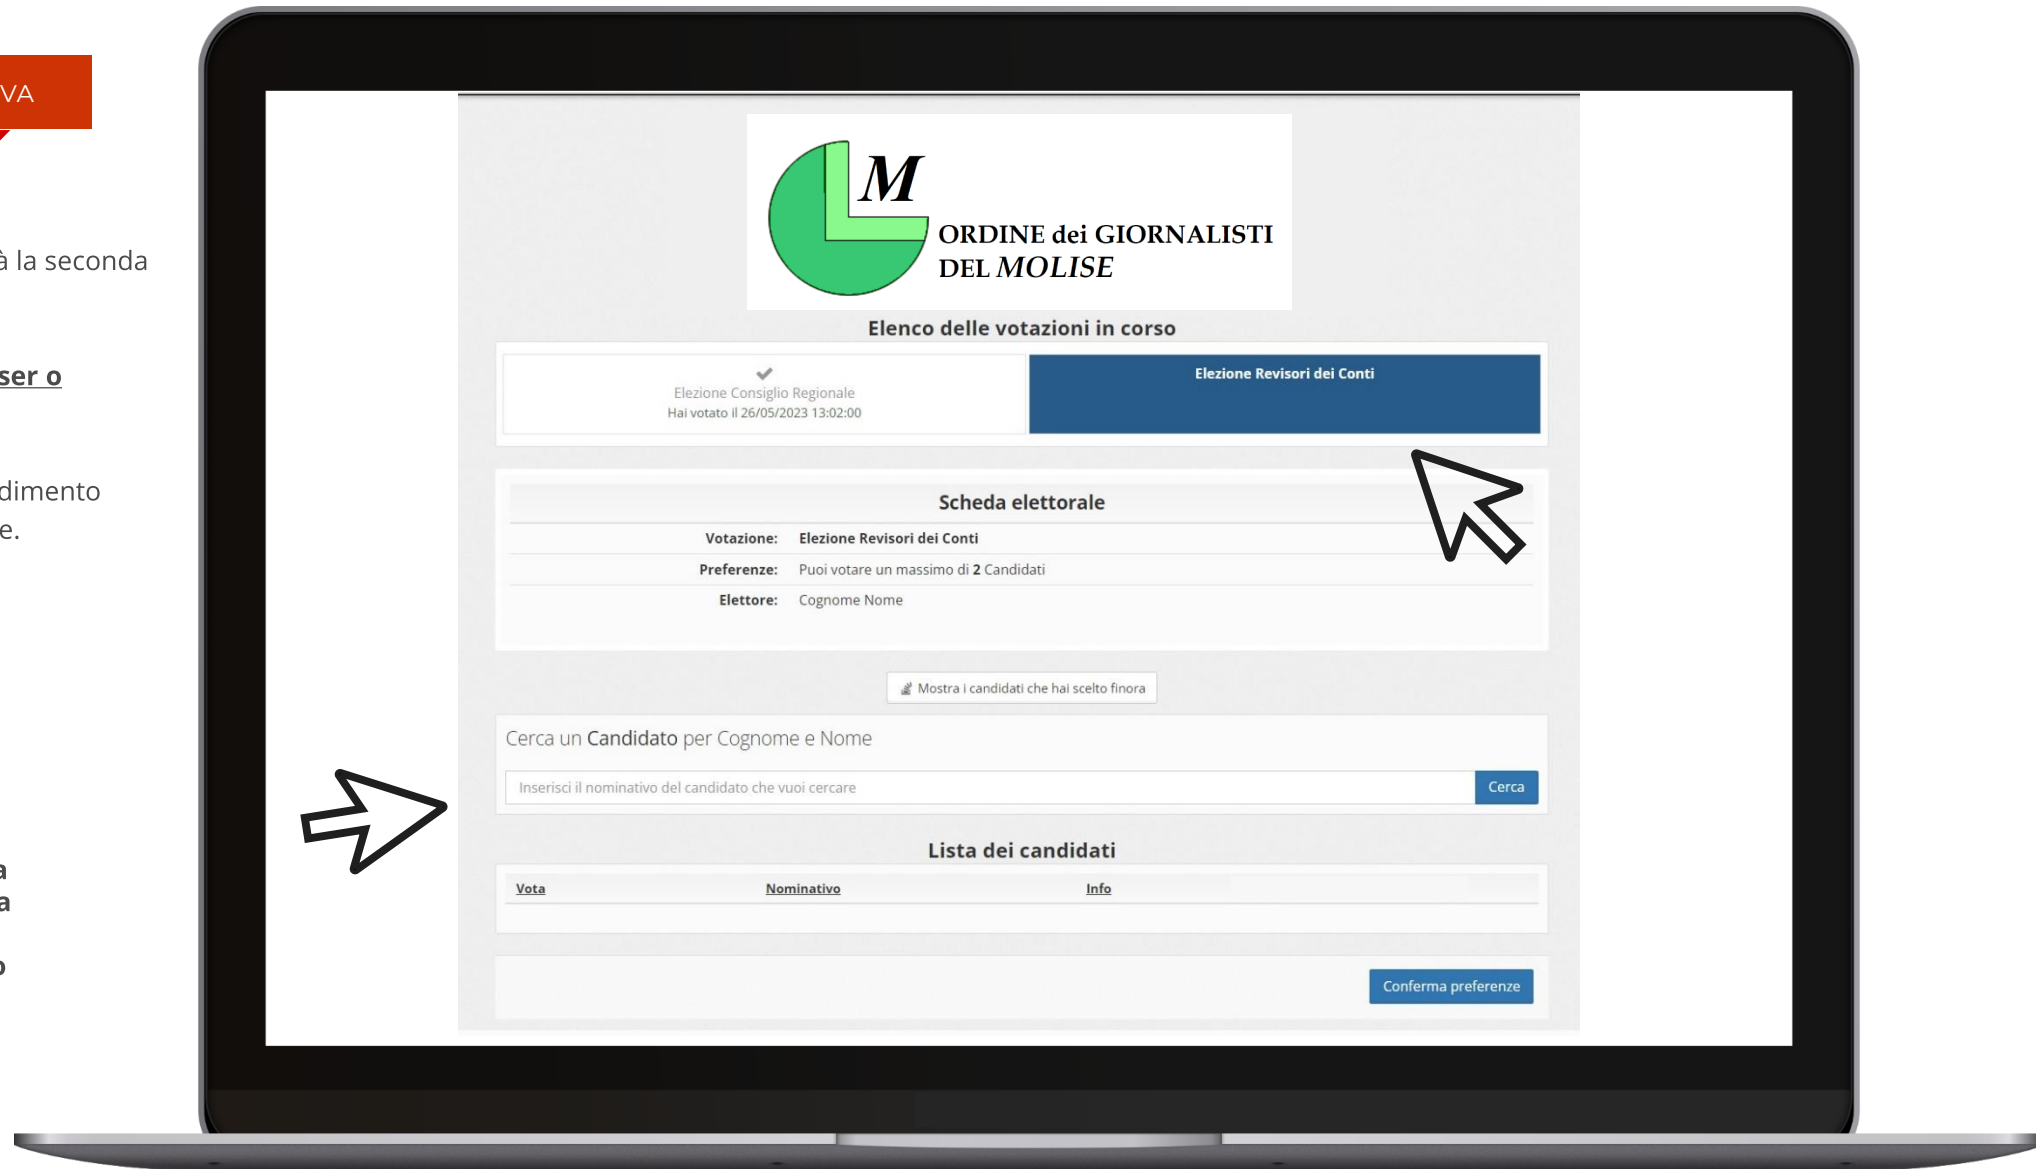 VA
à la seconda
ser o
dimento
e.
a
a
o
M
ORDINE dei GIORNALISTI
DEL MOLISE
Elenco delle votazioni in corso
Elezione Consiglio Regionale
Hai votato il 26/05/2023 13:02:00
Elezione Revisori dei Conti
Scheda elettorale
Votazione: Elezione Revisori dei Conti
Preferenze: Puoi votare un massimo di 2 Candidati
Elettore: Cognome Nome
Mostra i candidati che hai scelto finora
Cerca un Candidato per Cognome e Nome
Inserisci il nominativo del candidato che vuoi cercare Cerca
Lista dei candidati
Vota Nominativo Info
Conferma preferenze